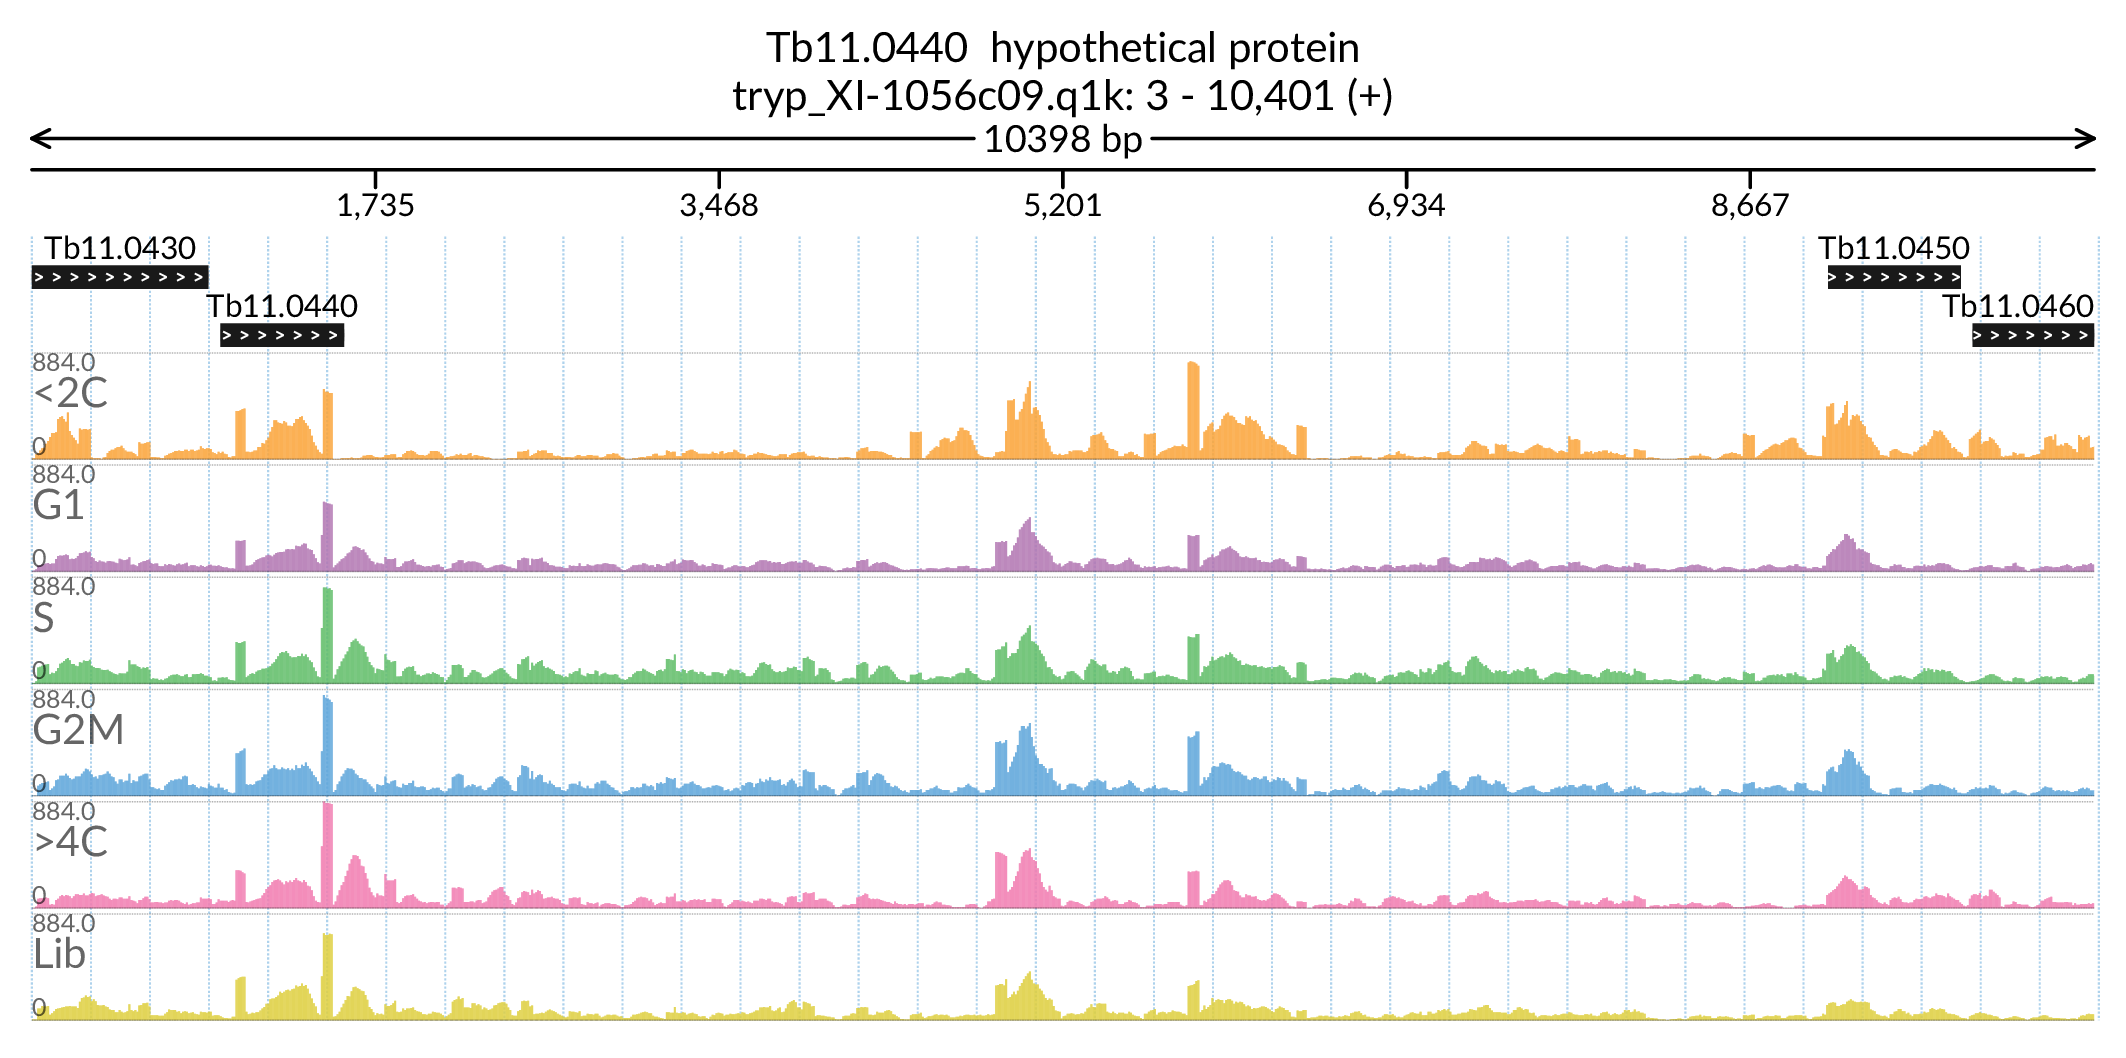 Tb11.0440 hypothetical protein
tryp_XI-1056c09.q1k: 3 - 10,401 (+)
10398 bp
1,735 3,468 5,201 6,934 8,667
Tb11.0430 Tb11.0450
> > > > > > > > > > > > > > > > > >
Tb11.0440 Tb11.0460
> > > > > > > > > > > > > >
884.0
<2C
0
884.0
G1
0
884.0
S
0
884.0
G2M
0
884.0
>4C
0
884.0
Lib
0